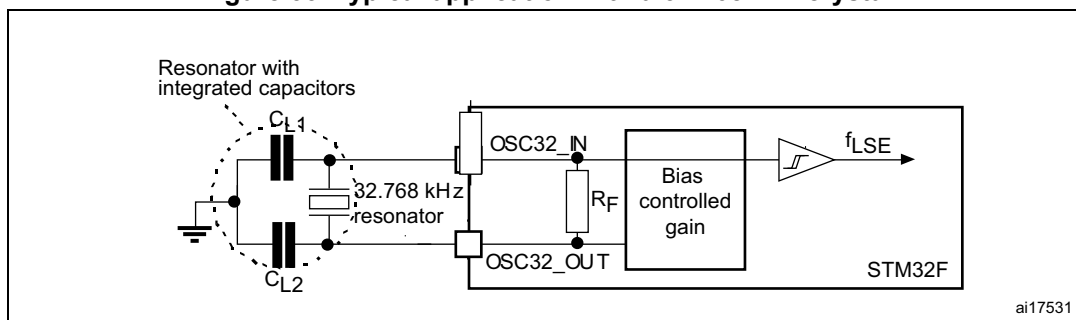 Resonator with
integrated capacitors
CL1
OSC32_IN
fLSE
32.768 kHz
resonator
RF
Bias
controlled
gain
OSC32_OUT
CL2
STM32F
ai17531